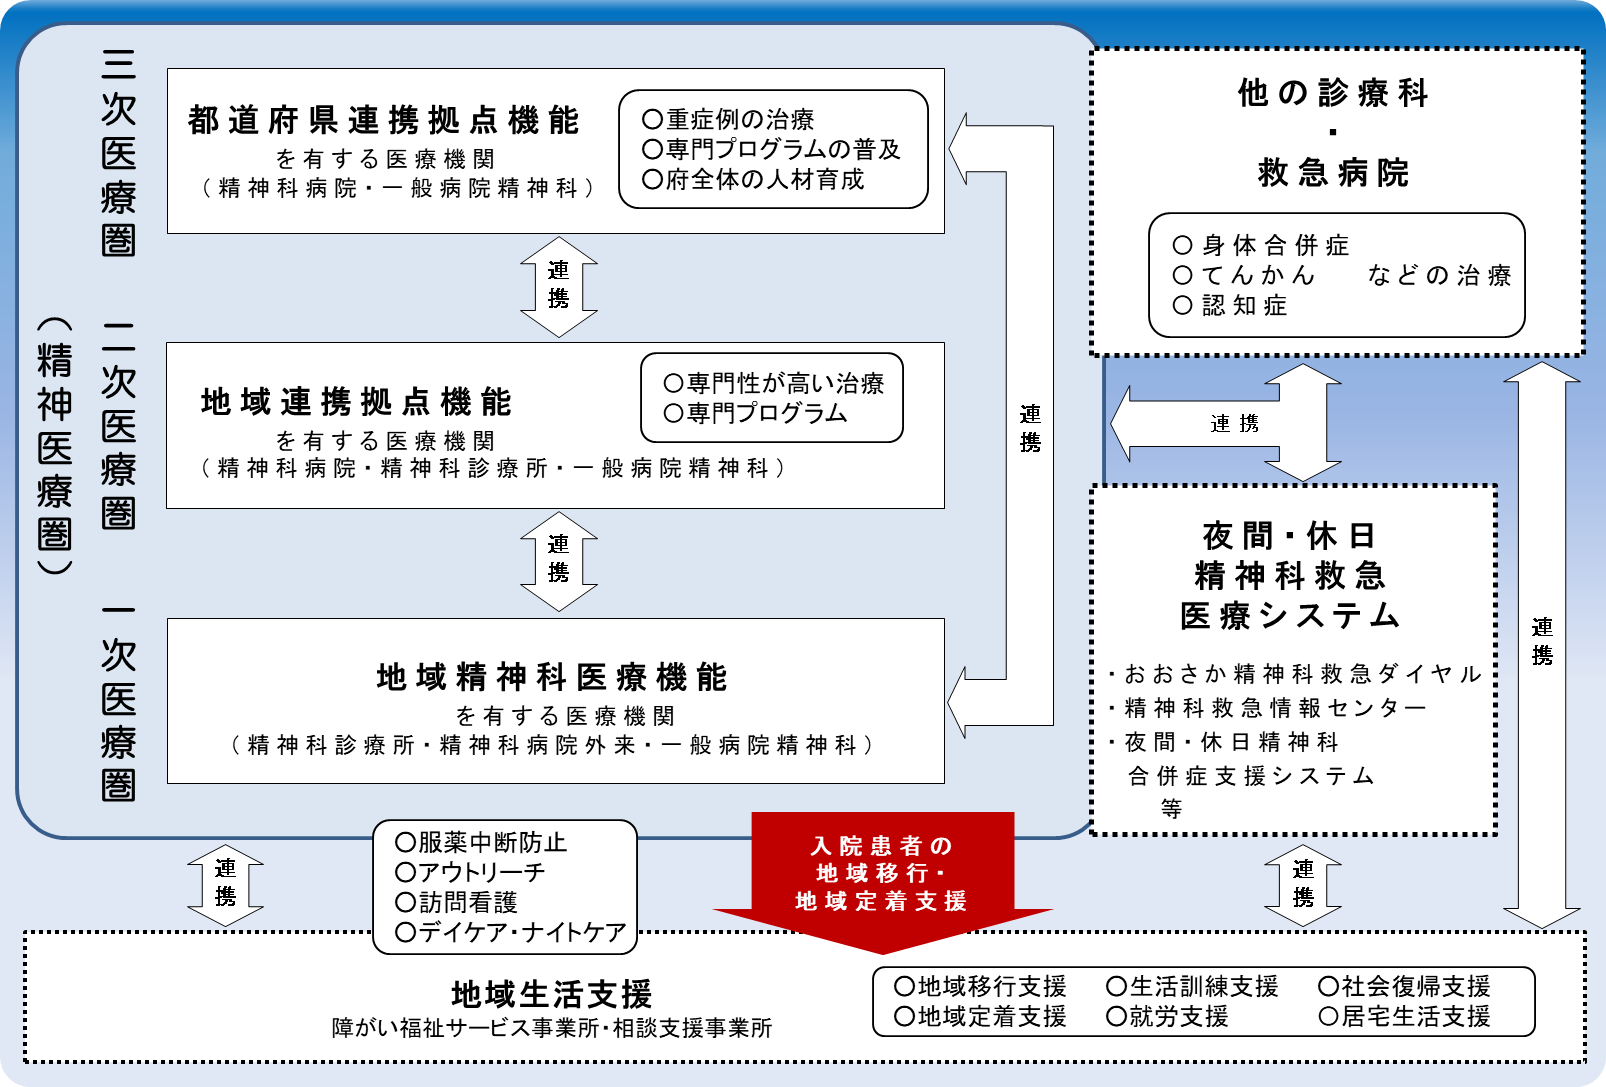 三次医療圏
都道府県連携拠点機能
を有する医療機関
（精神科病院・一般病院精神科）
〇重症例の治療
〇専門プログラムの普及
〇府全体の人材育成
連携
二次医療圏
（精神医療圏）
地域連携拠点機能
を有する医療機関
（精神科病院・精神科診療所・一般病院精神科）
〇専門性が高い治療
〇専門プログラム
連携
連携
一次医療圏
地域精神科医療機能
を有する医療機関
（精神科診療所・精神科病院外来・一般病院精神科）
他の診療科
・
救急病院
〇身体合併症
〇てんかん　などの治療
〇認知症
連携
夜間・休日
精神科救急
医療システム
・おおさか精神科救急ダイヤル
・精神科救急情報センター
・夜間・休日精神科
合併症支援システム
等
連携
連携
連携
〇服薬中断防止
〇アウトリーチ
〇訪問看護
〇デイケア・ナイトケア
入院患者の
地域移行・
地域定着支援
地域生活支援
障がい福祉サービス事業所・相談支援事業所
〇地域移行支援　〇生活訓練支援　〇社会復帰支援
〇地域定着支援　〇就労支援　〇居宅生活支援